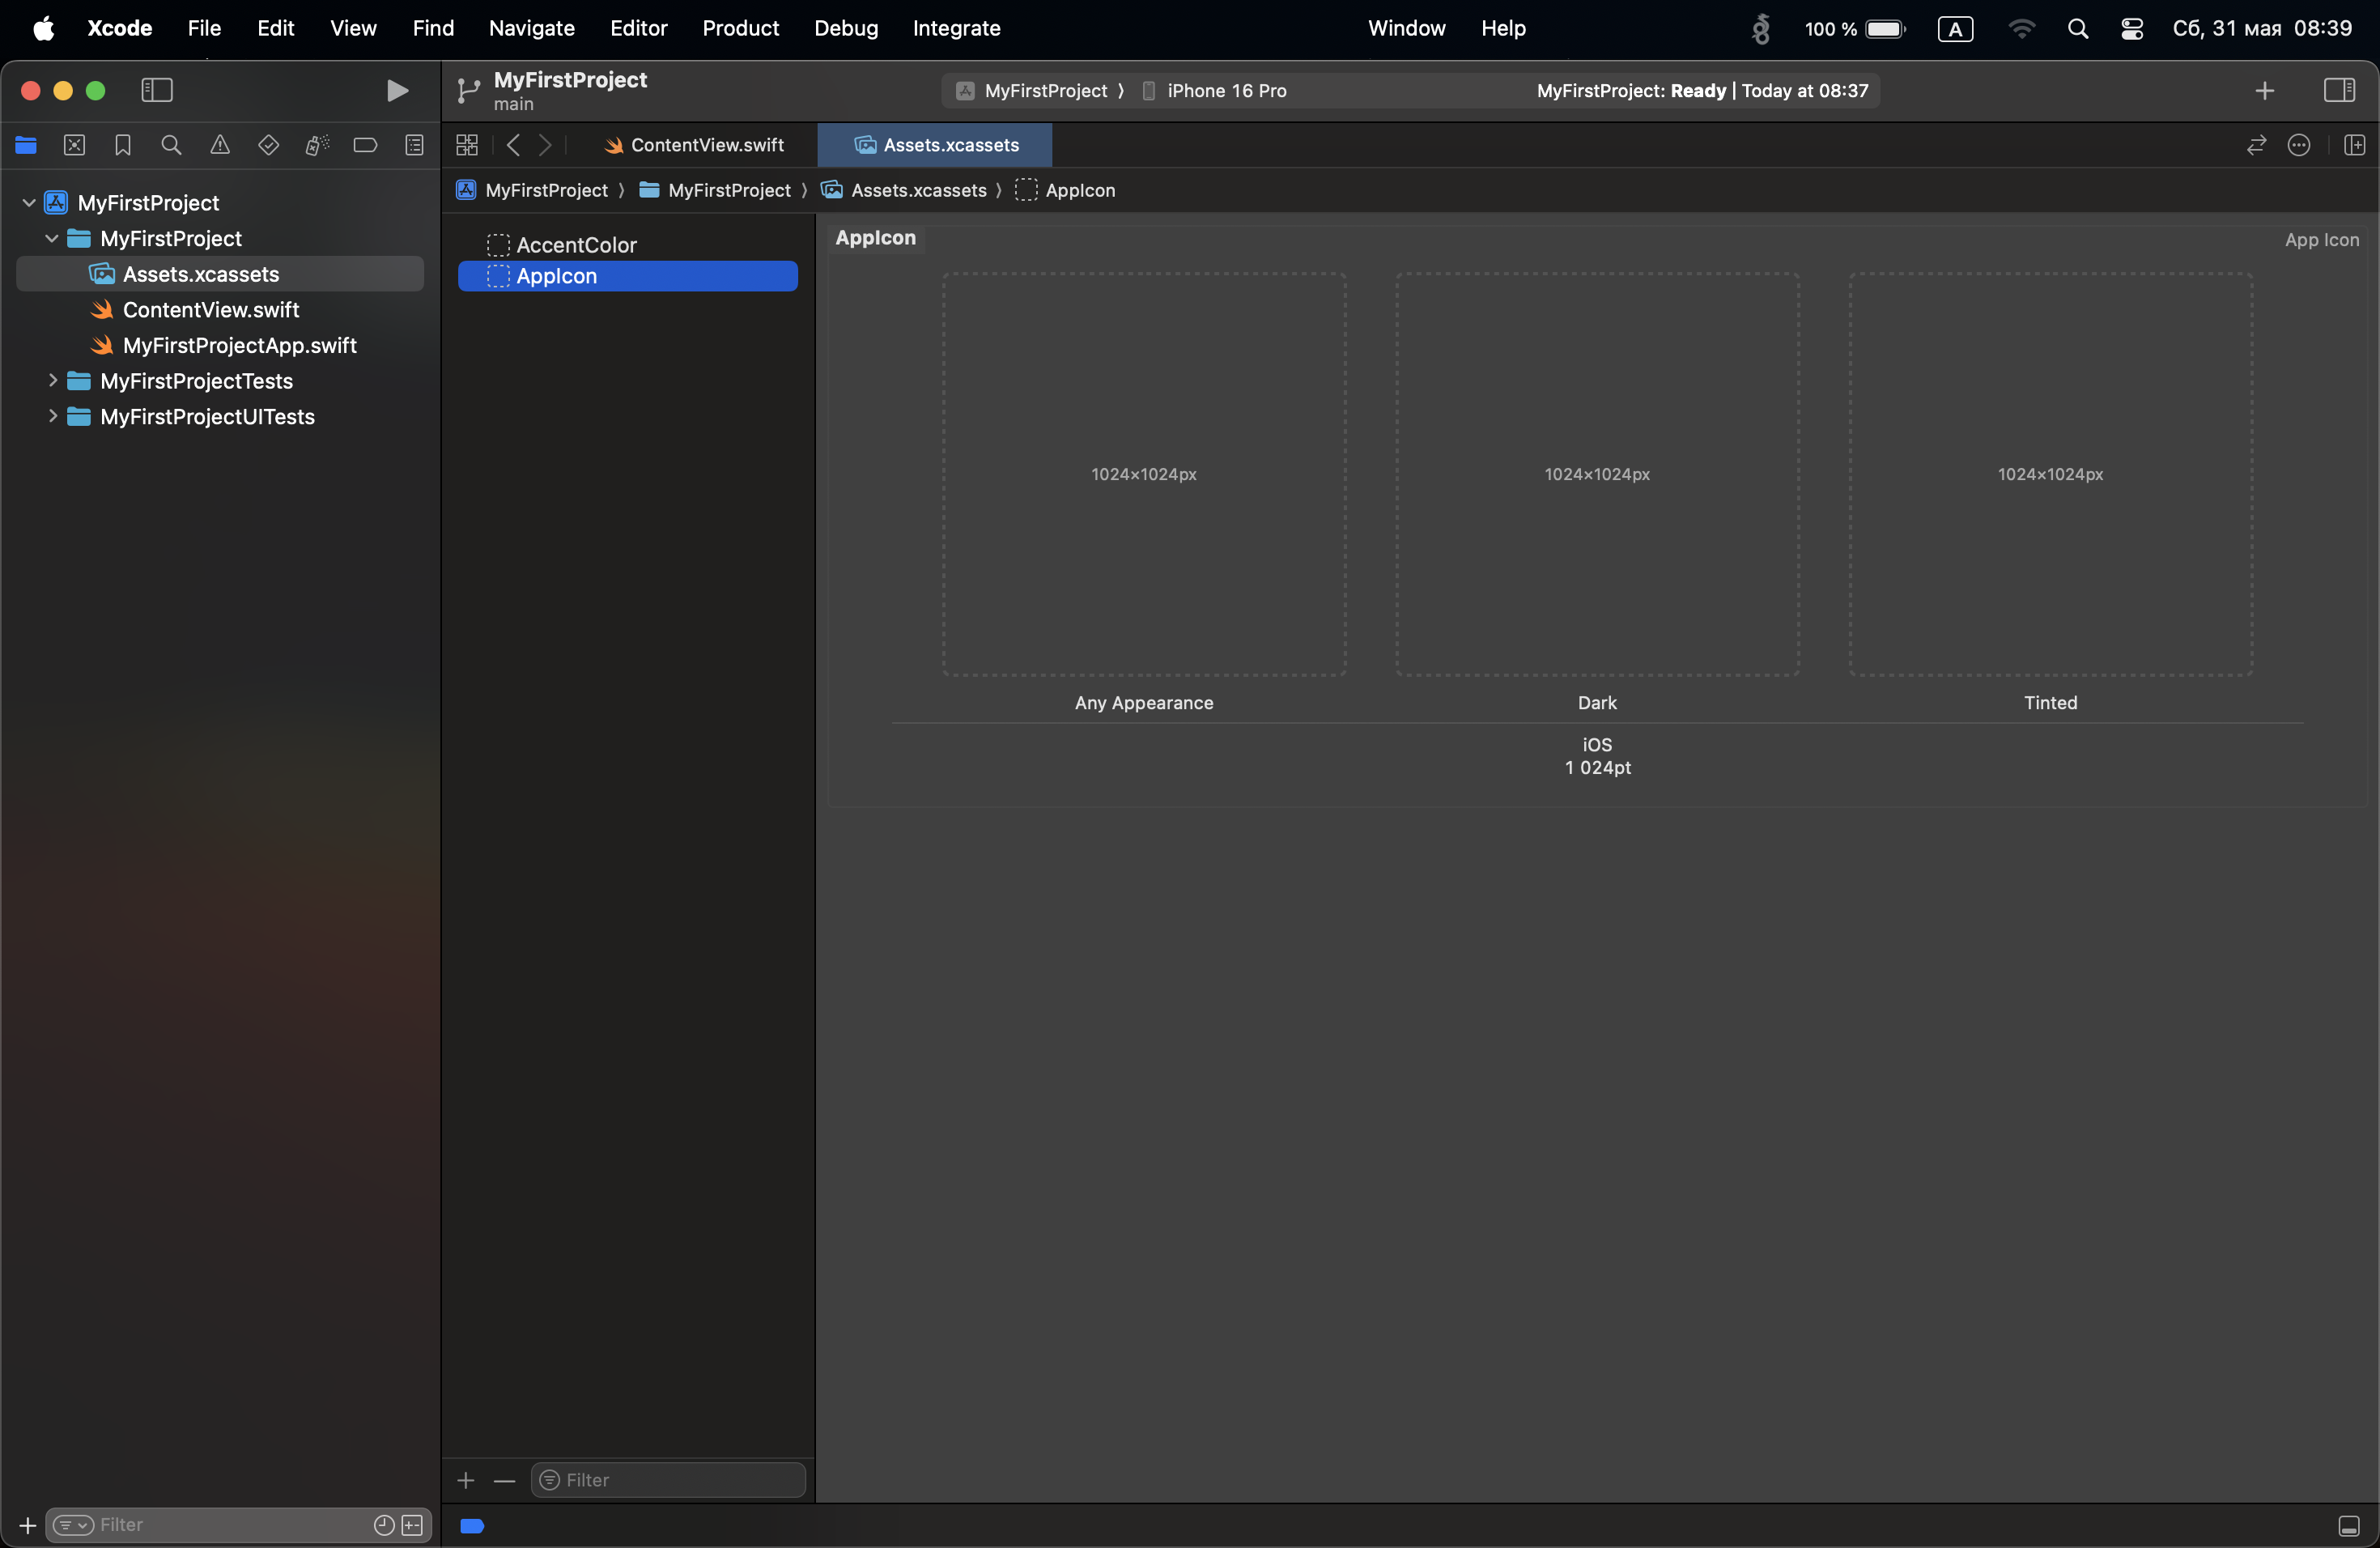 Xcode File Edit View Find Navigate Editor Product Debug Integrate Window Help 100 % A Сб, 31 мая 08:39
MyFirstProject
main
MyFirstProject 〉 iPhone 16 Pro
MyFirstProject: Ready | Today at 08:37
ContentView.swift
Assets.xcassets
MyFirstProject 〉 MyFirstProject 〉 Assets.xcassets 〉 AppIcon
MyFirstProject
MyFirstProject
Assets.xcassets
ContentView.swift
MyFirstProjectApp.swift
MyFirstProjectTests
MyFirstProjectUITests
AccentColor
AppIcon
AppIcon
App Icon
1024×1024px
1024×1024px
1024×1024px
Any Appearance
Dark
Tinted
iOS
1 024pt
Filter
Filter